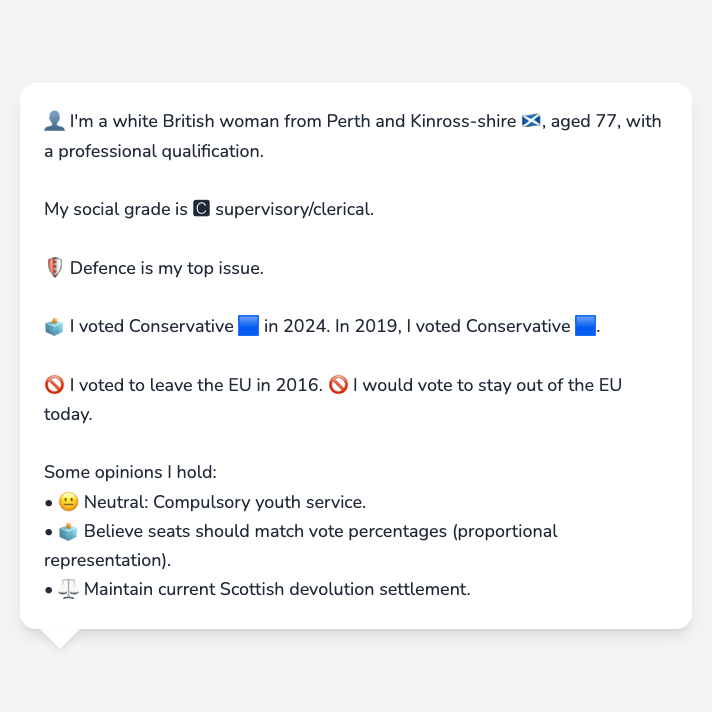 👤 I'm a white British woman from Perth and Kinross-shire 🏴󠁧󠁢󠁳󠁣󠁴󠁿, aged 77, with
a professional qualification.
My social grade is 🅲 supervisory/clerical.
🛡️ Defence is my top issue.
🗳️ I voted Conservative 🟦 in 2024. In 2019, I voted Conservative 🟦.
🚫 I voted to leave the EU in 2016. 🚫 I would vote to stay out of the EU
today.
Some opinions I hold:
• 😐 Neutral: Compulsory youth service.
• 🗳️ Believe seats should match vote percentages (proportional
representation).
• ⚖️ Maintain current Scottish devolution settlement.